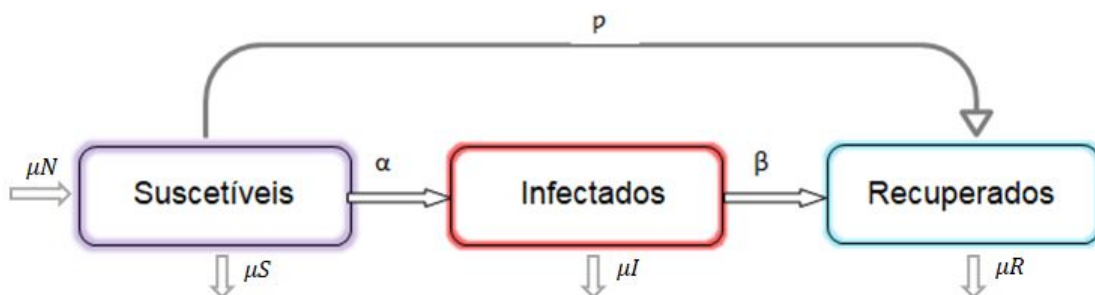 p
μN
Suscetíveis
α
Infectados
β
Recuperados
μS
μI
μR